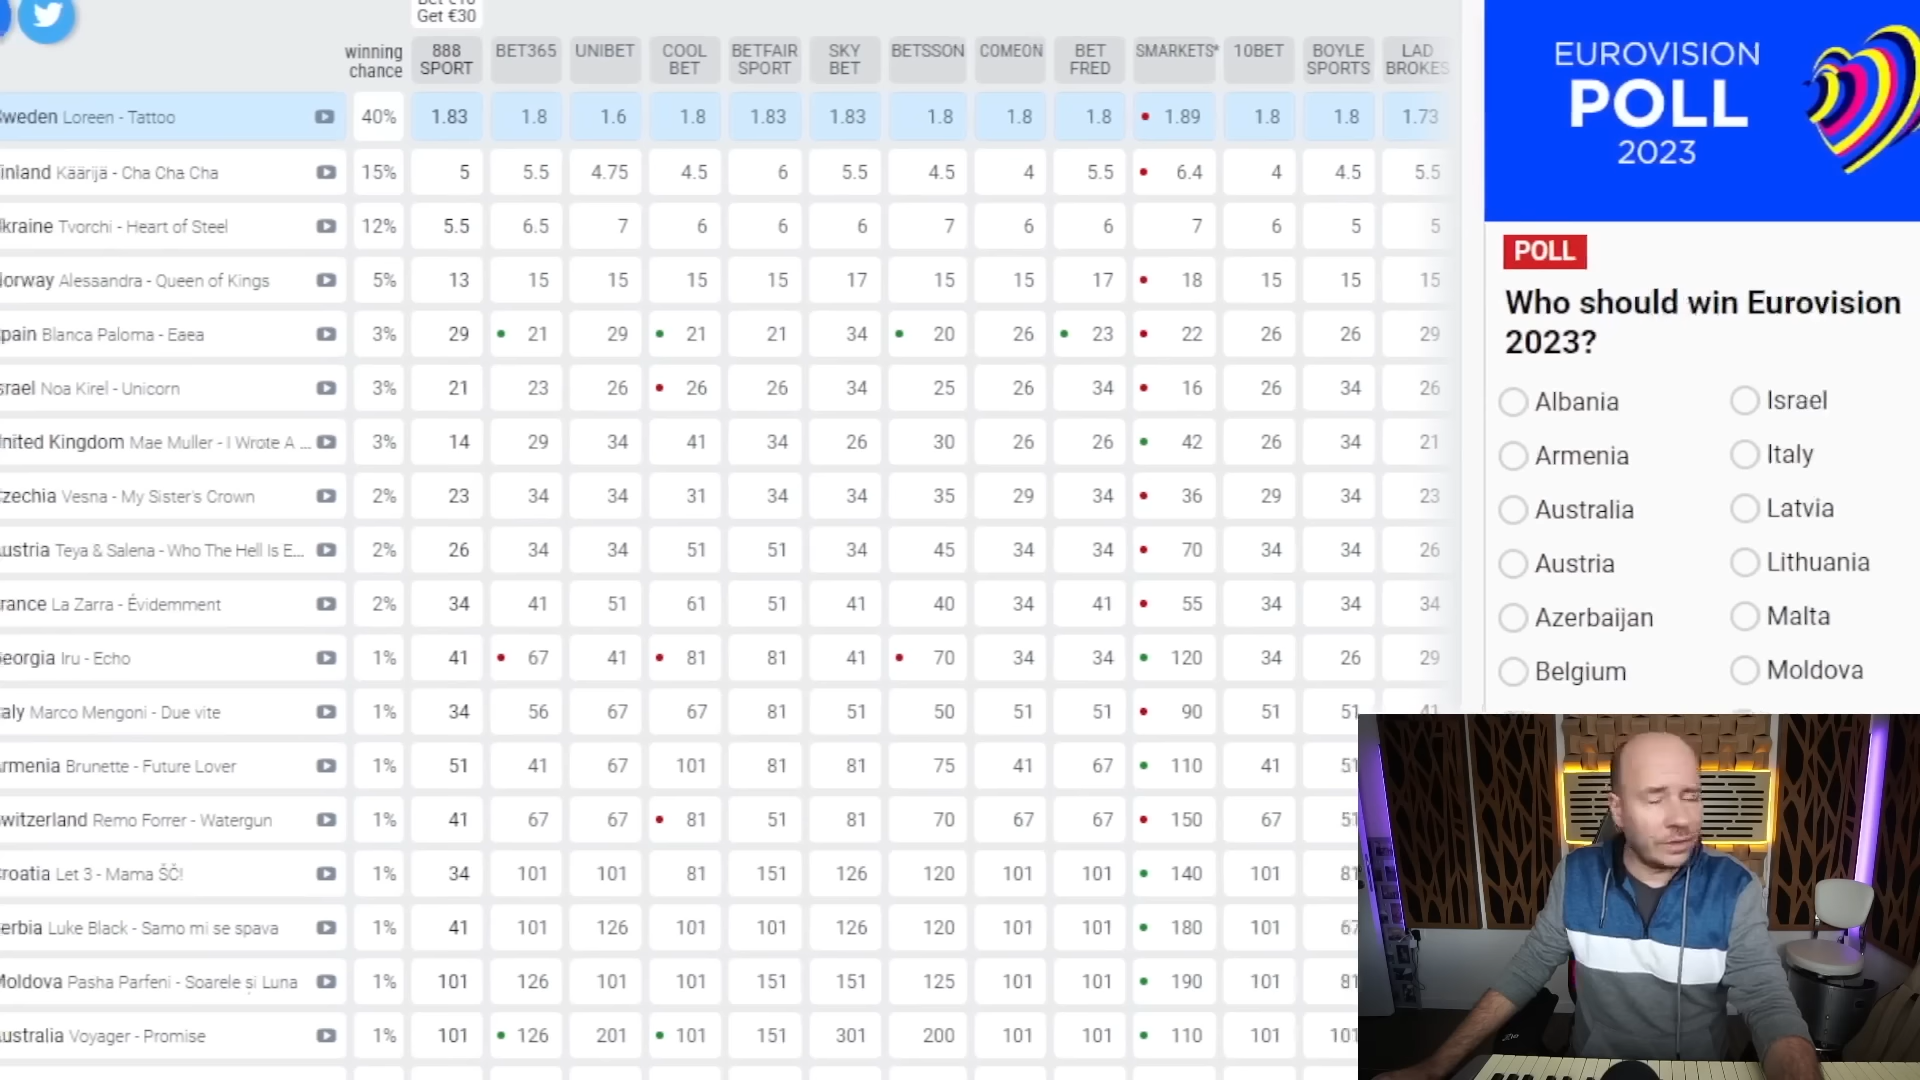 Get €30
winning chance 888 SPORT BET365 UNIBET COOL BET BETFAIR SPORT SKY BET BETSSON COMEON BET FRED SMARKETS* 10BET BOYLE SPORTS LAD BROKES
weden Loreen - Tattoo 40% 1.83 1.8 1.6 1.8 1.83 1.83 1.8 1.8 1.8 1.89 1.8 1.8 1.73
inland Käärijä - Cha Cha Cha 15% 5 5.5 4.75 4.5 6 5.5 4.5 4 5.5 6.4 4 4.5 5.5
kraine Tvorchi - Heart of Steel 12% 5.5 6.5 7 6 6 6 7 6 6 7 6 5 5
orway Alessandra - Queen of Kings 5% 13 15 15 15 15 17 15 15 17 18 15 15 15
pain Blanca Paloma - Eaea 3% 29 21 29 21 21 34 20 26 23 22 26 26 29
srael Noa Kirel - Unicorn 3% 21 23 26 26 26 34 25 26 34 16 26 34 26
nited Kingdom Mae Muller - I Wrote A ... 3% 14 29 34 41 34 26 30 26 26 42 26 34 21
zechia Vesna - My Sister's Crown 2% 23 34 34 31 34 34 35 29 34 36 29 34 23
ustria Teya & Salena - Who The Hell Is E... 2% 26 34 34 51 51 34 45 34 34 70 34 34 26
rance La Zarra - Évidemment 2% 34 41 51 61 51 41 40 34 41 55 34 34 34
eorgia Iru - Echo 1% 41 67 41 81 81 41 70 34 34 120 34 26 29
aly Marco Mengoni - Due vite 1% 34 56 67 67 81 51 50 51 51 90 51 51 41
rmenia Brunette - Future Lover 1% 51 41 67 101 81 81 75 41 67 110 41 51
witzerland Remo Forrer - Watergun 1% 41 67 67 81 51 81 70 67 67 150 67 51
roatia Let 3 - Mama ŠČ! 1% 34 101 101 81 151 126 120 101 101 140 101 81
erbia Luke Black - Samo mi se spava 1% 41 101 126 101 101 126 120 101 101 180 101 67
Moldova Pasha Parfeni - Soarele și Luna 1% 101 126 101 101 151 151 125 101 101 190 101 81
ustralia Voyager - Promise 1% 101 126 201 101 151 301 200 101 101 110 101 101
EUROVISION
POLL
2023
POLL
Who should win Eurovision
2023?
Albania Israel
Armenia Italy
Australia Latvia
Austria Lithuania
Azerbaijan Malta
Belgium Moldova